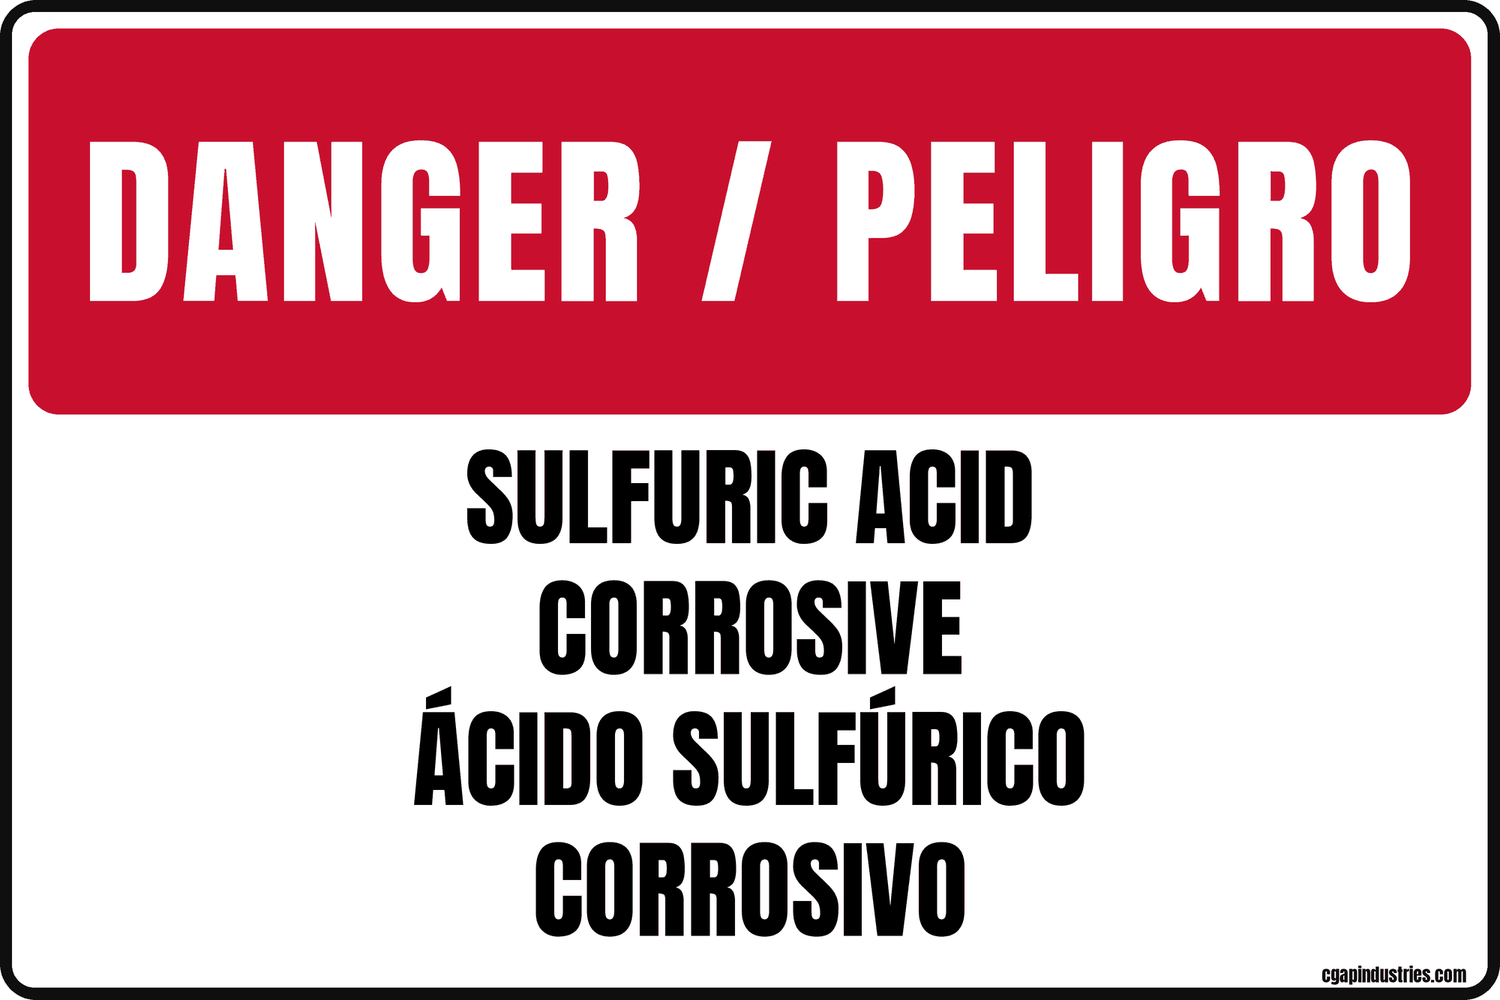 DANGER / PELIGRO
SULFURIC ACID
CORROSIVE
ÁCIDO SULFÚRICO
CORROSIVO
cgapindustries.com